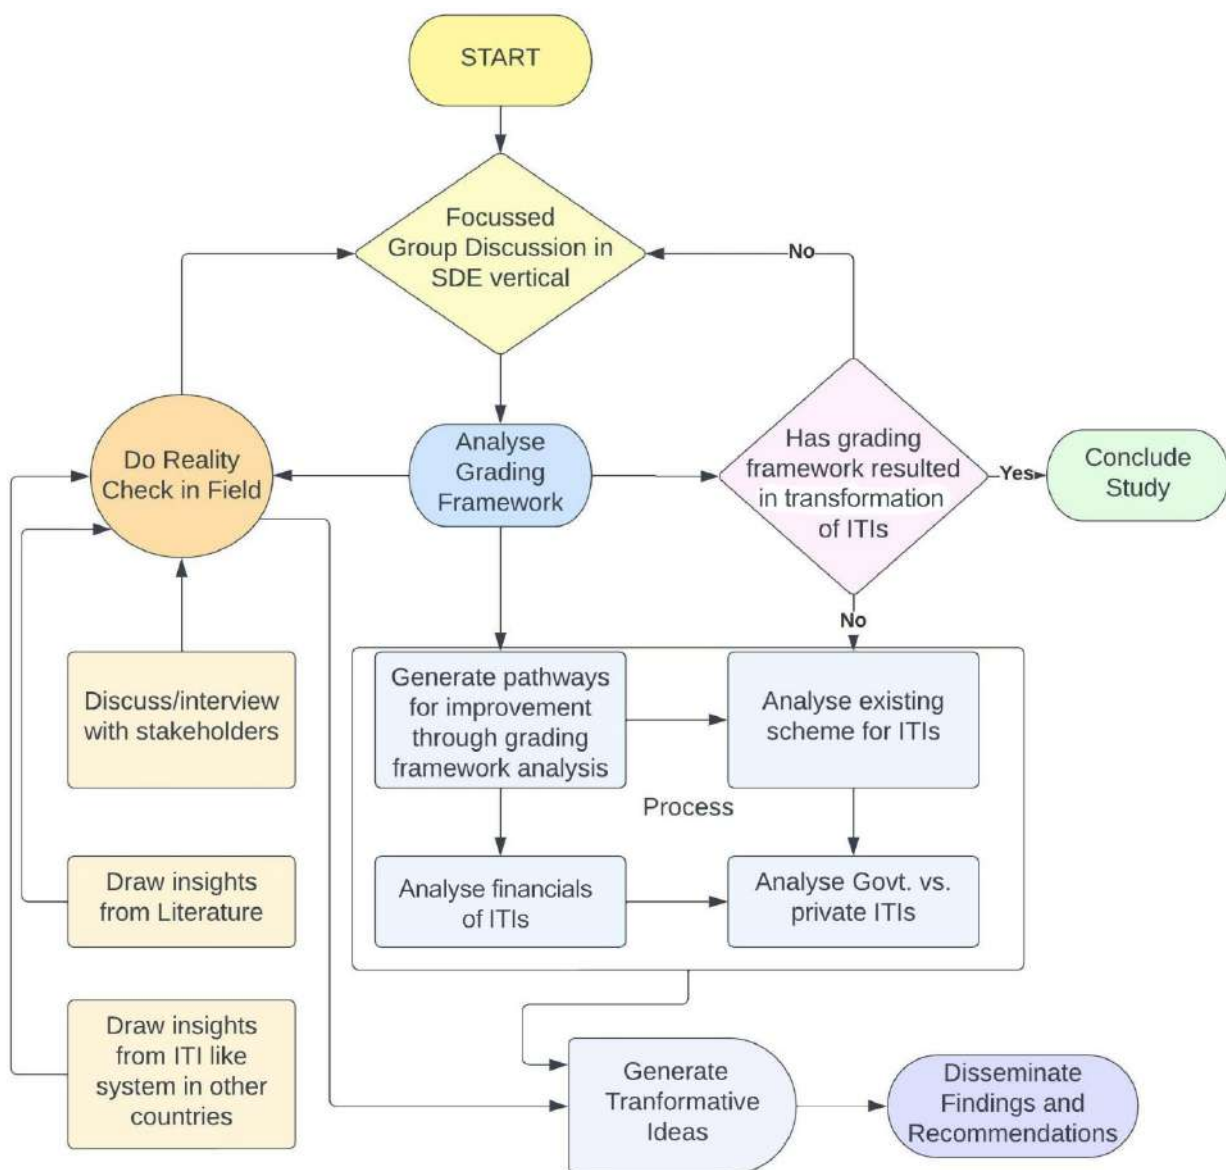 START
Focussed
Group Discussion in
SDE vertical
No
Do Reality
Check in Field
Analyse
Grading
Framework
Has grading
framework resulted
in transformation
of ITIs
Yes
Conclude
Study
No
Discuss/interview
with stakeholders
Generate pathways
for improvement
through grading
framework analysis
Analyse existing
scheme for ITIs
Process
Draw insights
from Literature
Analyse financials
of ITIs
Analyse Govt. vs.
private ITIs
Draw insights
from ITI like
system in other
countries
Generate
Tranformative
Ideas
Disseminate
Findings and
Recommendations